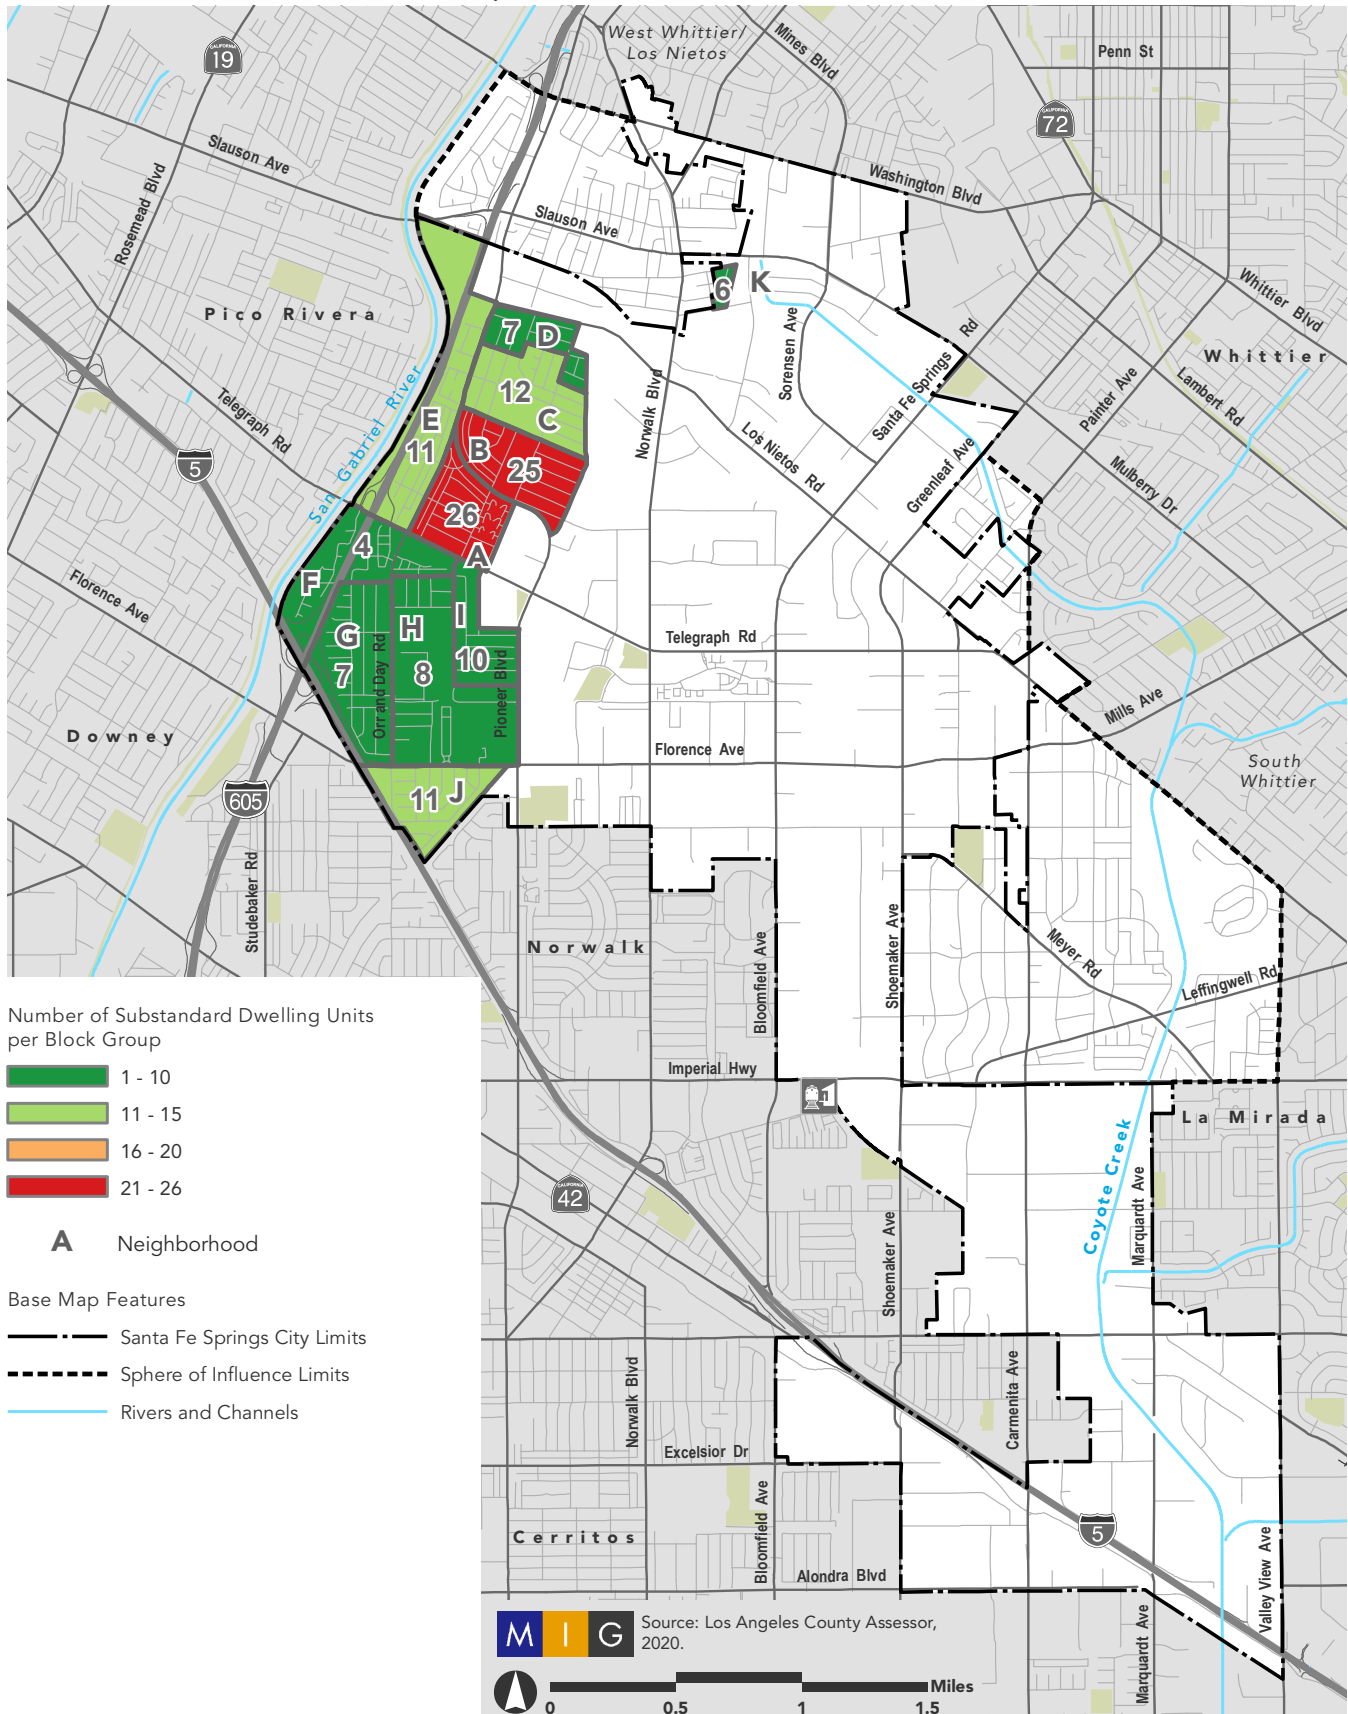 West Whittier/
Los Nietos
Mines Blvd
Penn St
CALIFORNIA
19
CALIFORNIA
72
Slauson Ave
Rosemead Blvd
Washington Blvd
Slauson Ave
Whittier Blvd
Pico Rivera
6
K
7
D
Sorensen Ave
Santa Fe Springs Rd
Whittier
Lambert Rd
Painter Ave
12
C
Norwalk Blvd
Telegraph Rd
San Gabriel River
E
11
B
25
Los Nietos Rd
Greenleaf Ave
Mulberry Dr
5
26
A
4
F
Florence Ave
G
7
H
8
I
10
Orr and Day Rd
Pioneer Blvd
Telegraph Rd
Mills Ave
Downey
Florence Ave
South
Whittier
605
11
J
Studebaker Rd
Norwalk
Bloomfield Ave
Shoemaker Ave
Meyer Rd
Leffingwell Rd
Number of Substandard Dwelling Units
per Block Group
1 - 10
11 - 15
16 - 20
21 - 26
A Neighborhood
Base Map Features
Santa Fe Springs City Limits
Sphere of Influence Limits
Rivers and Channels
Imperial Hwy
La Mirada
Coyote Creek
Marquardt Ave
CALIFORNIA
42
Shoemaker Ave
Norwalk Blvd
Carmenita Ave
Excelsior Dr
Cerritos
Bloomfield Ave
Alondra Blvd
5
Valley View Ave
Marquardt Ave
M I G
Source: Los Angeles County Assessor,
2020.
Miles
0 0.5 1 1.5